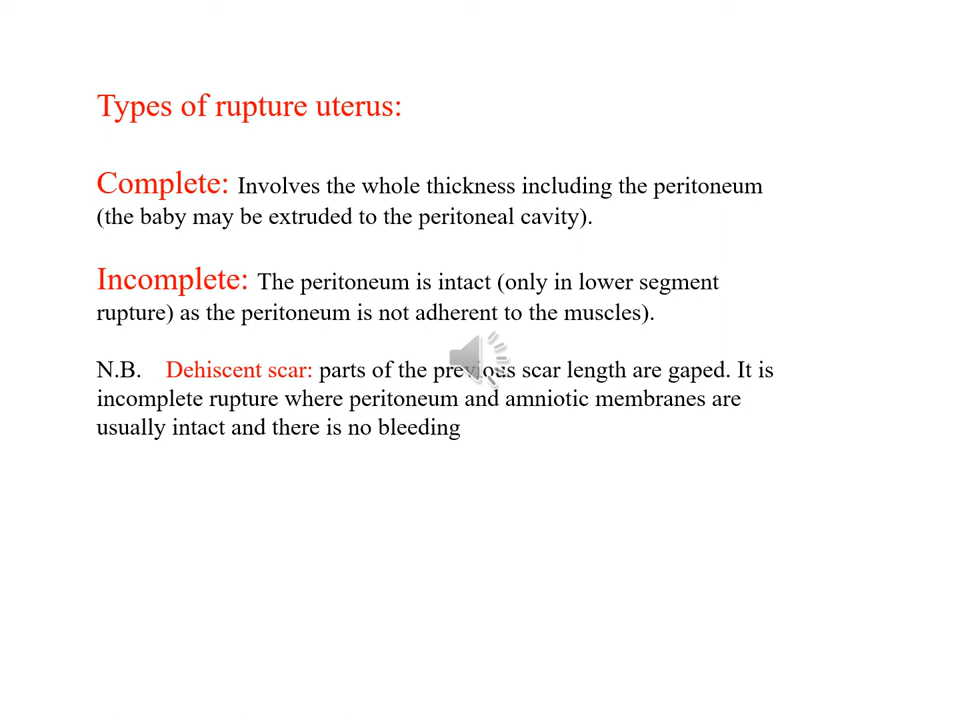 Types of rupture uterus:
Complete: Involves the whole thickness including the peritoneum
(the baby may be extruded to the peritoneal cavity).
Incomplete: The peritoneum is intact (only in lower segment
rupture) as the peritoneum is not adherent to the muscles).
N.B. Dehiscent scar: parts of the previous scar length are gaped. It is
incomplete rupture where peritoneum and amniotic membranes are
usually intact and there is no bleeding